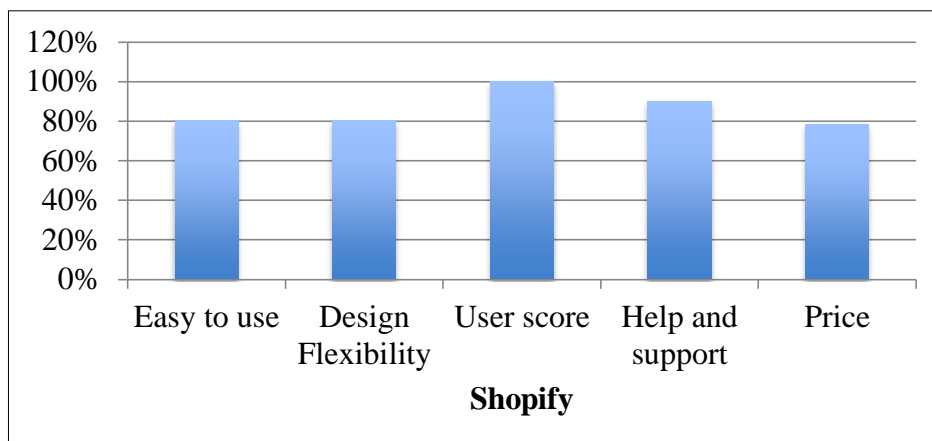 120%
100%
80%
60%
40%
20%
0%
Easy to use
Design
Flexibility
User score
Help and
support
Price
Shopify